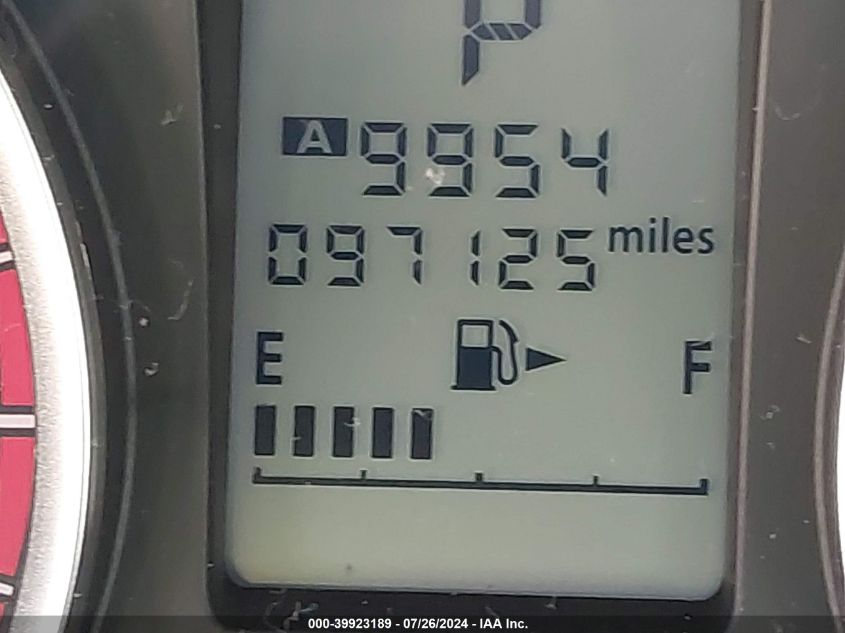 P
A 9954
097125 miles
E F
000-39923189 - 07/26/2024 - IAA Inc.